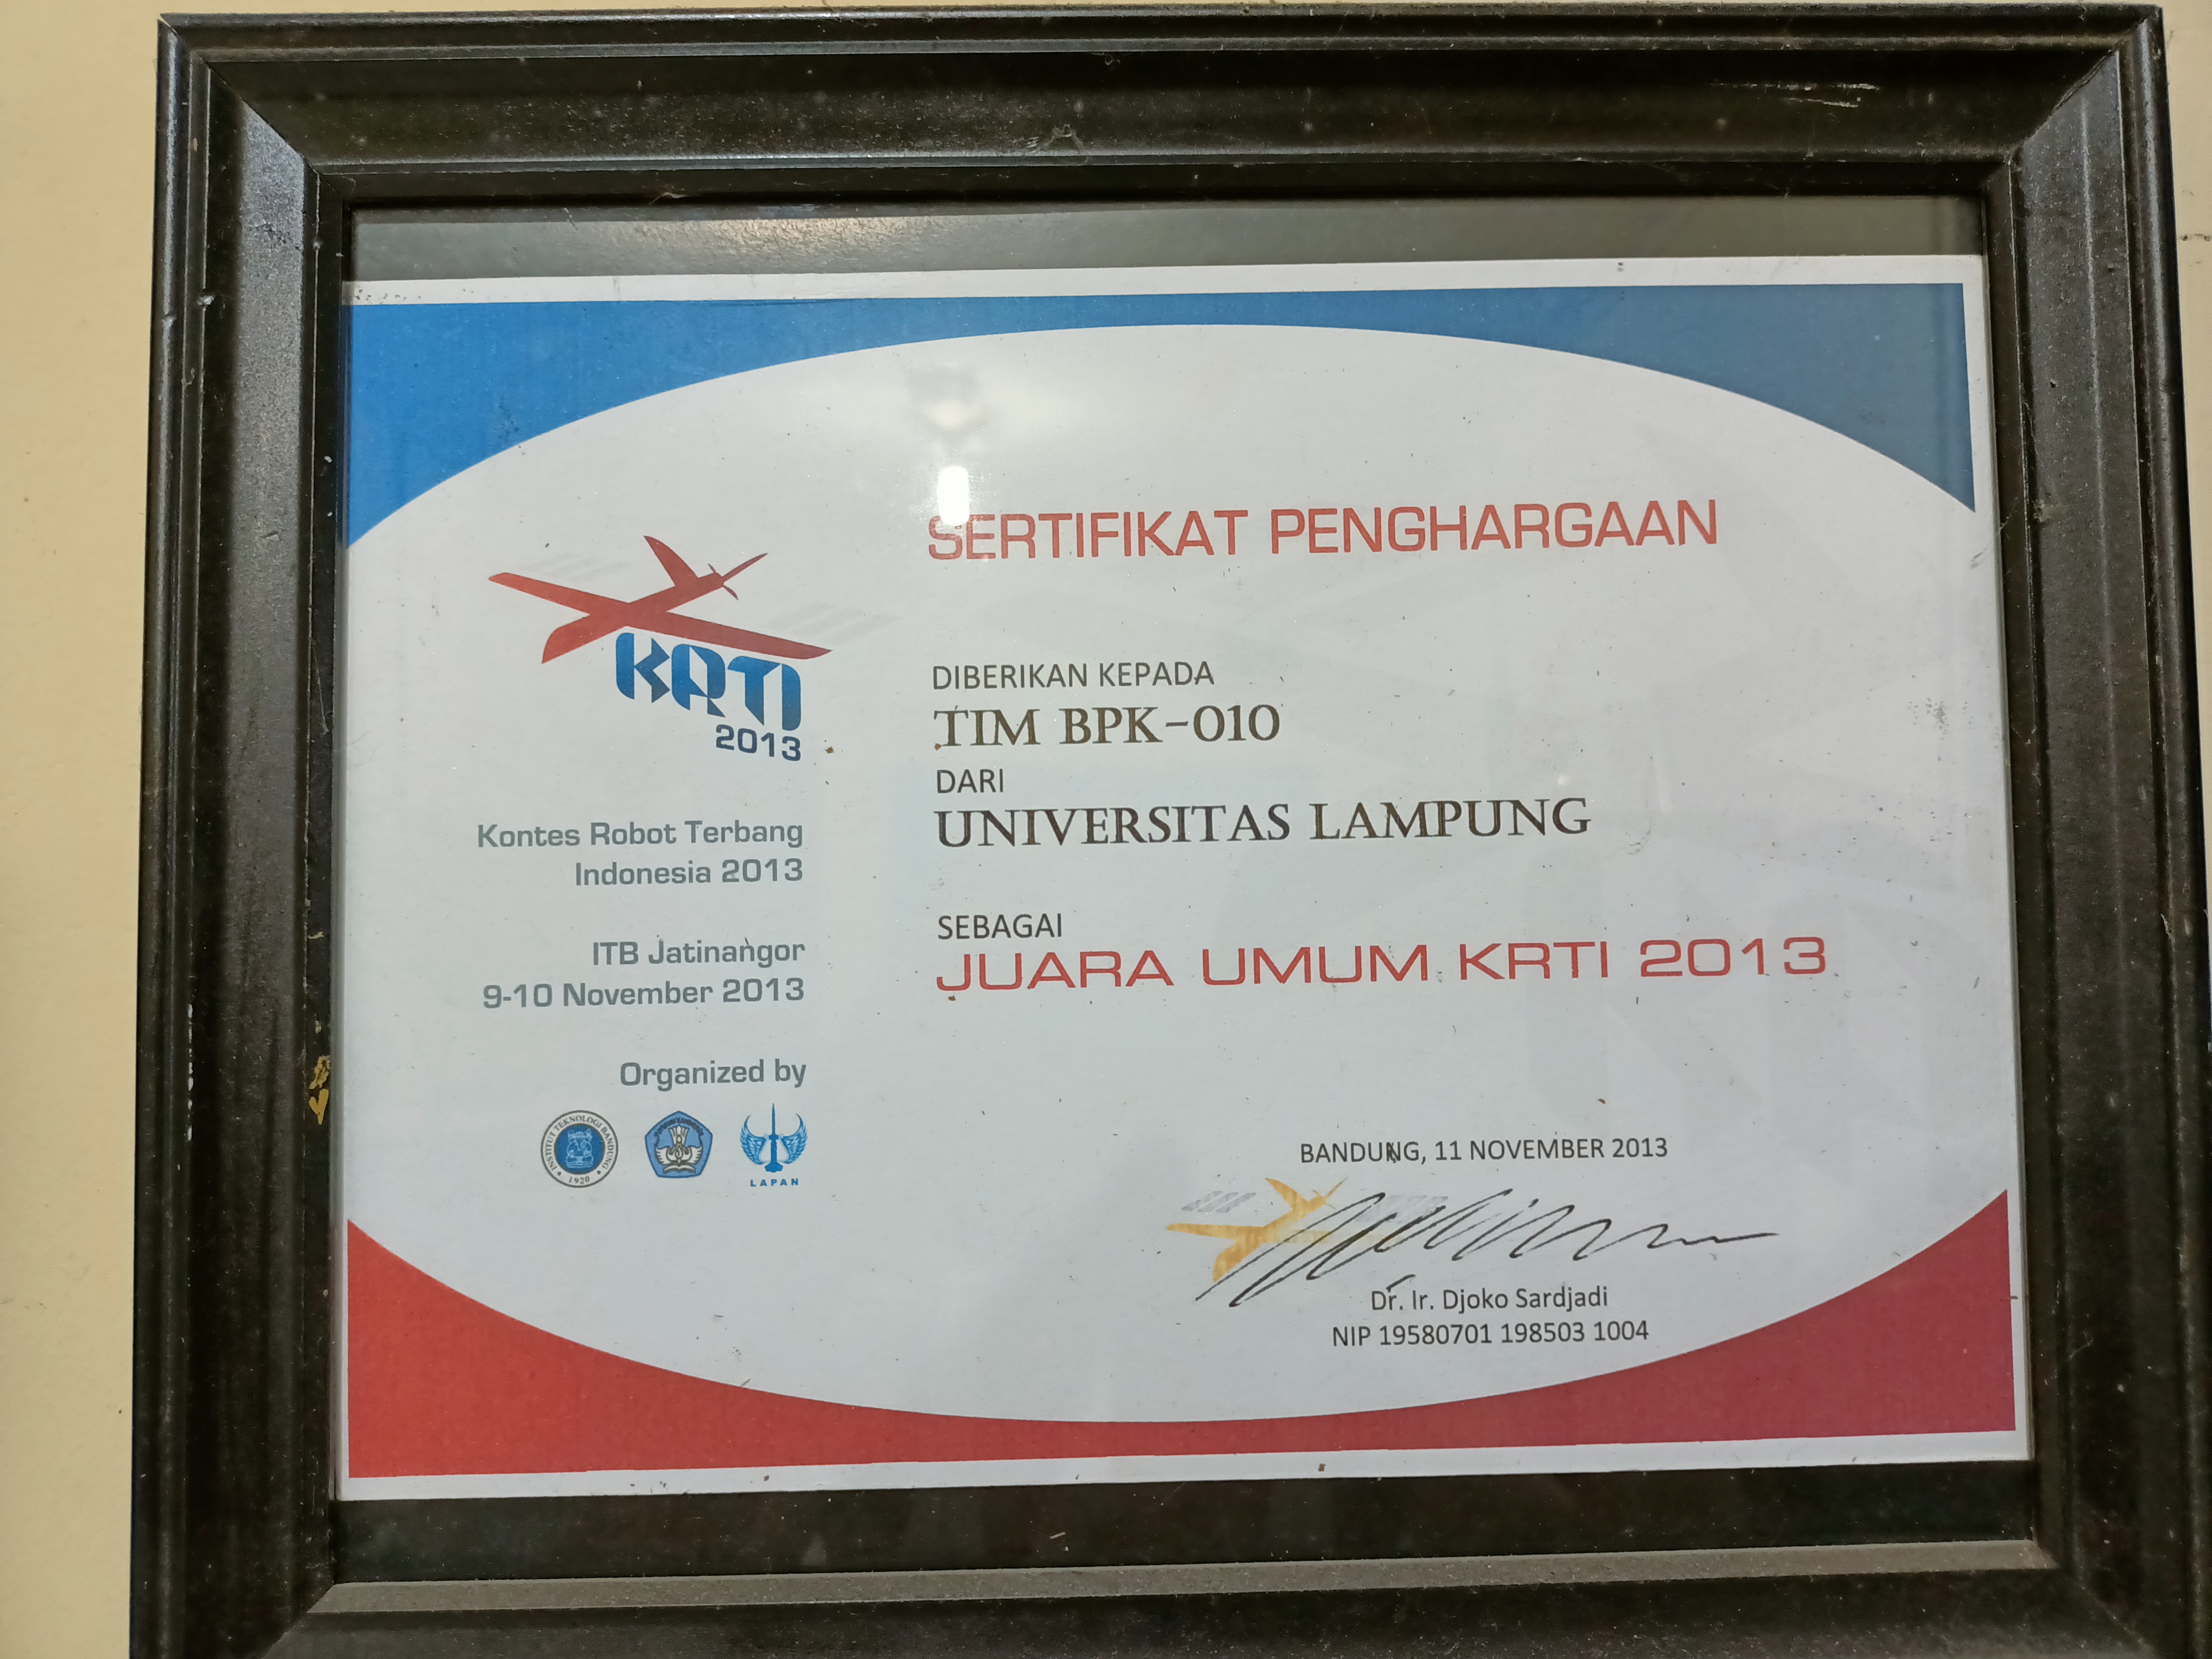 KRTI
2013
Kontes Robot Terbang
Indonesia 2013
ITB Jatinangor
9-10 November 2013
Organized by
INSTITUT TEKNOLOGI BANDUNG
1920
LAPAN
SERTIFIKAT PENGHARGAAN
DIBERIKAN KEPADA
TIM BPK-010
DARI
UNIVERSITAS LAMPUNG
SEBAGAI
JUARA UMUM KRTI 2013
BANDUNG, 11 NOVEMBER 2013
Dr. Ir. Djoko Sardjadi
NIP 19580701 198503 1004